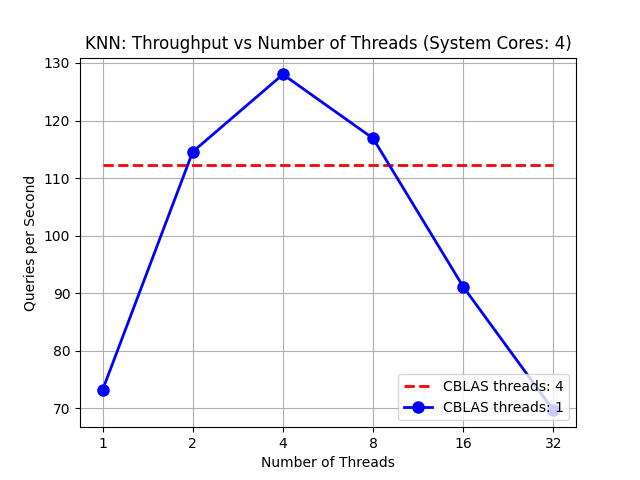 KNN: Throughput vs Number of Threads (System Cores: 4)
130
120
110
100
90
80
70
Queries per Second
CBLAS threads: 4
CBLAS threads: 1
1 2 4 8 16 32
Number of Threads